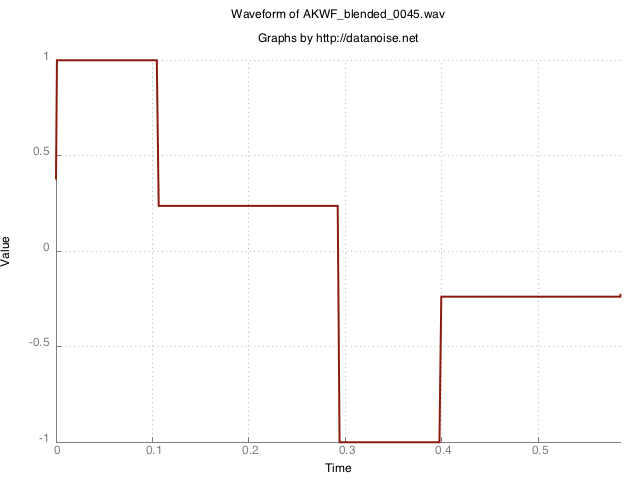 Waveform of AKWF_blended_0045.wav
Graphs by http://datanoise.net
1
0.5
0
-0.5
-1
Value
0 0.1 0.2 0.3 0.4 0.5
Time